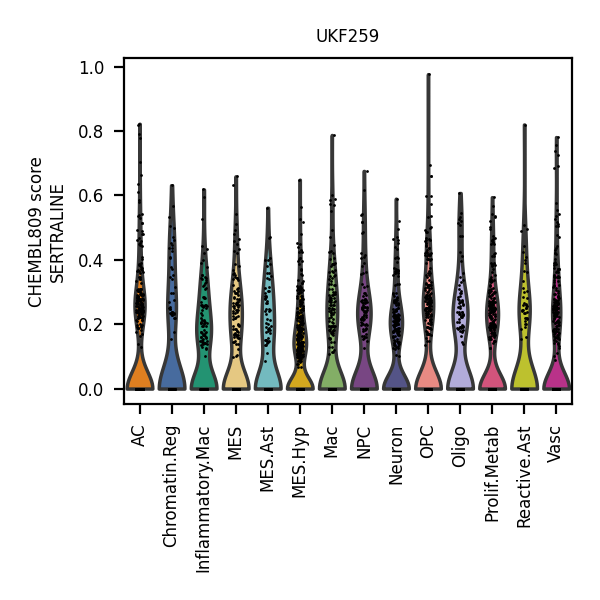 UKF259
CHEMBL809 score
SERTRALINE
1.0
0.8
0.6
0.4
0.2
0.0
AC
Chromatin.Reg
Inflammatory.Mac
MES
MES.Ast
MES.Hyp
Mac
NPC
Neuron
OPC
Oligo
Prolif.Metab
Reactive.Ast
Vasc